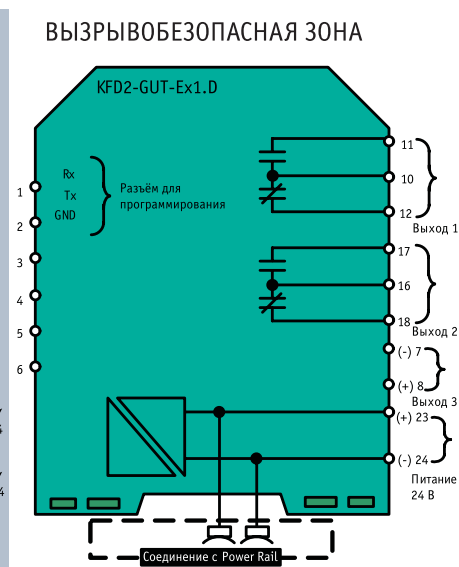 ВЫЗРЫВОБЕЗОПАСНАЯ ЗОНА
KFD2-GUT-Ex1.D
11
10
12
Выход 1
Rx
Tx
GND
Разъём для
программирования
1
2
3
4
5
6
17
16
18
Выход 2
(-) 7
(+) 8
Выход 3
(+) 23
(-) 24
Питание
24 В
Соединение с Power Rail